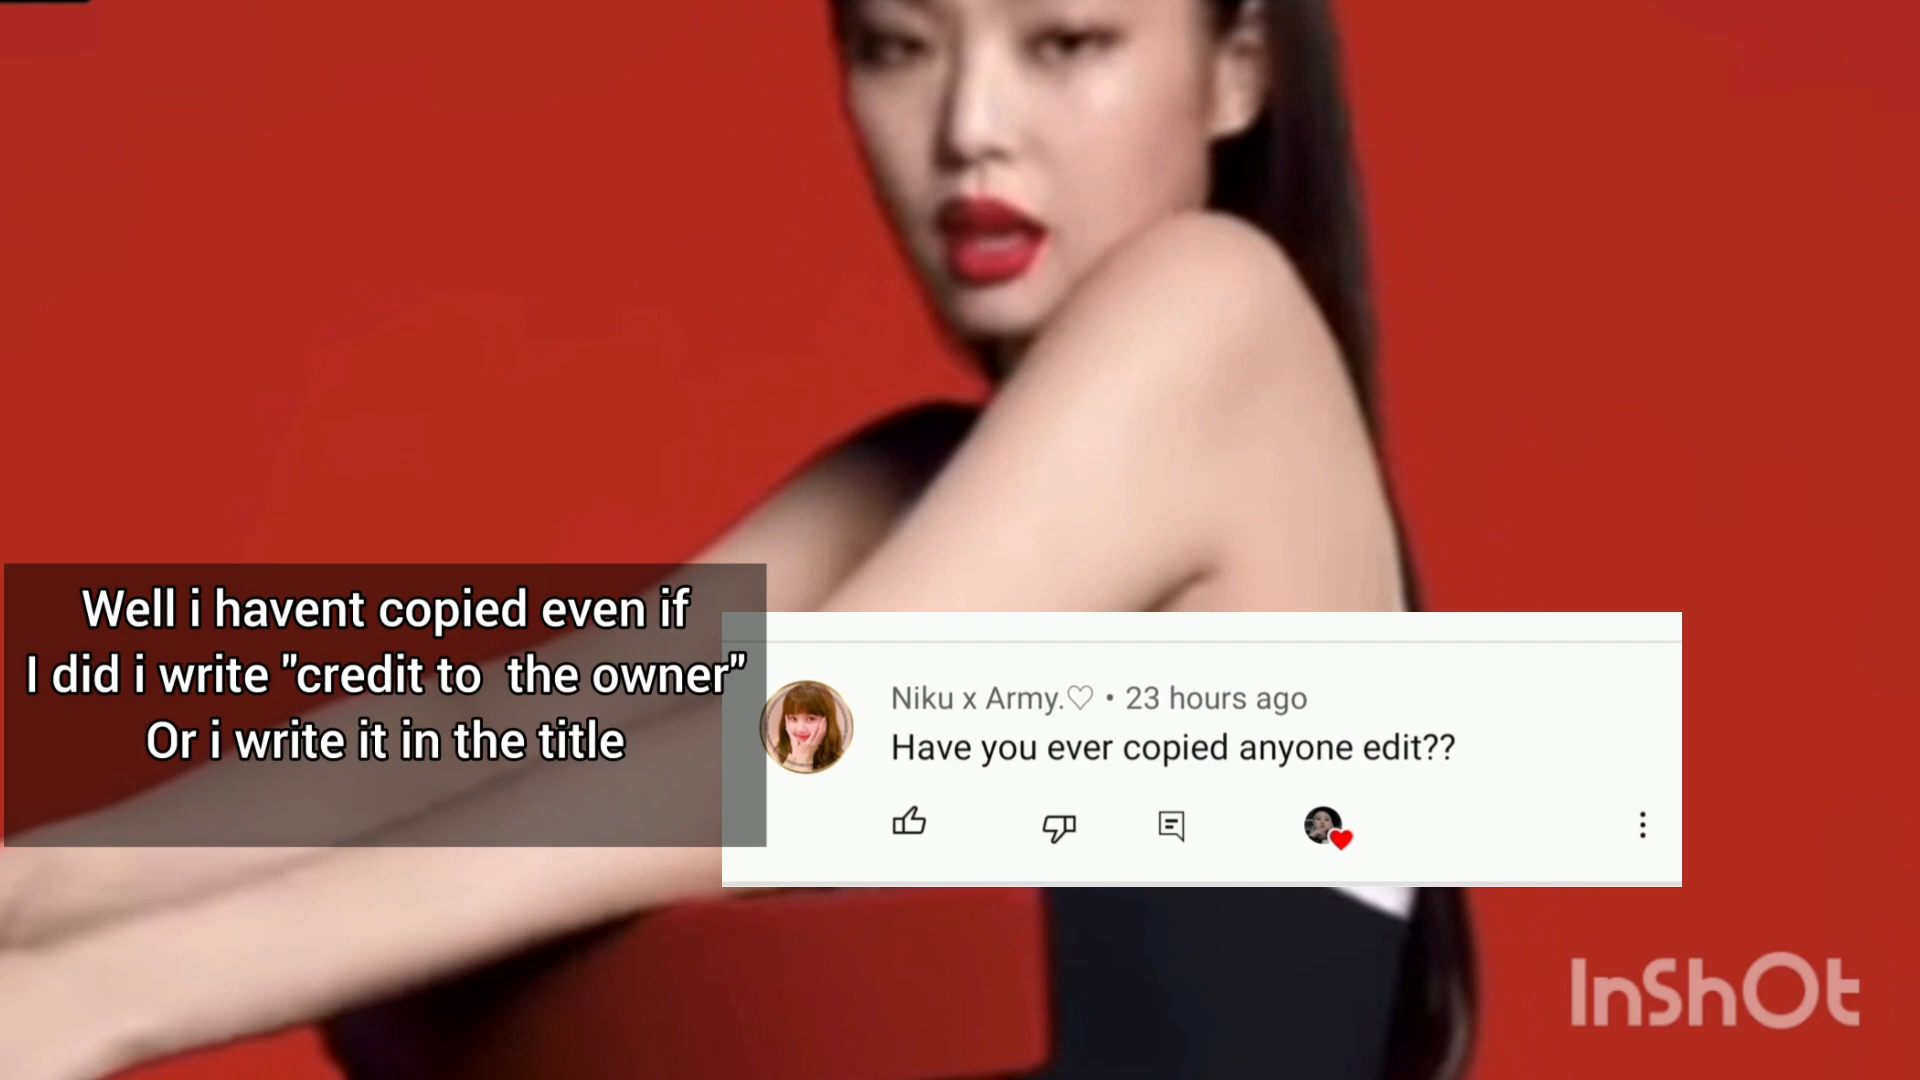 Well i havent copied even if
I did i write "credit to  the owner"
Or i write it in the title
Niku x Army.♡ • 23 hours ago
Have you ever copied anyone edit??
InShOt